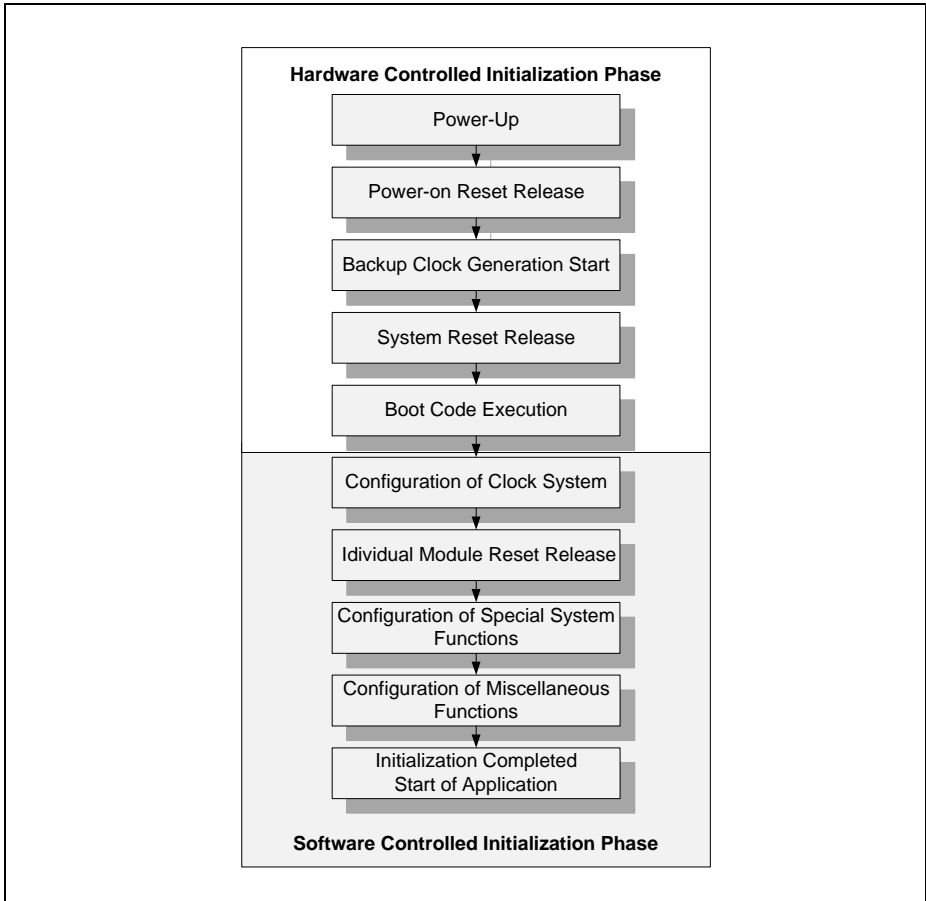 Hardware Controlled Initialization Phase
Power-Up
Power-on Reset Release
Backup Clock Generation Start
System Reset Release
Boot Code Execution
Configuration of Clock System
Idividual Module Reset Release
Configuration of Special System
Functions
Configuration of Miscellaneous
Functions
Initialization Completed
Start of Application
Software Controlled Initialization Phase